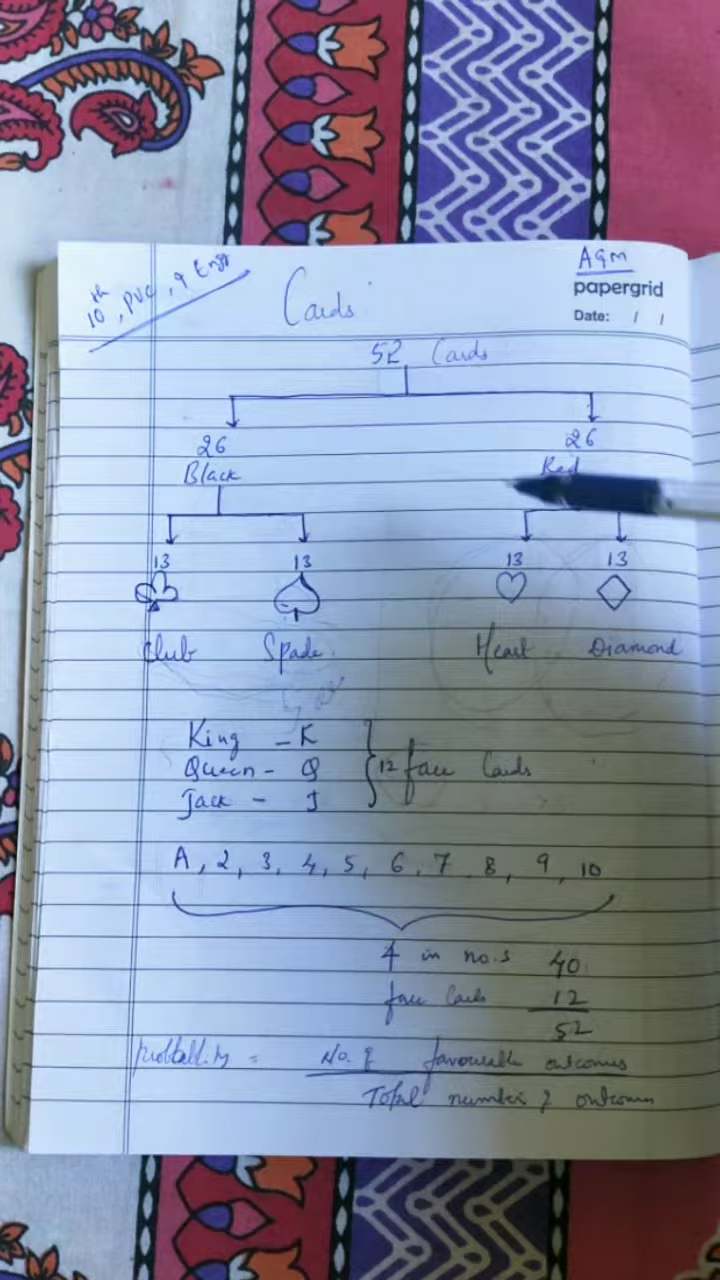 10th, PUC, & Engg
AGM
papergrid
Date: / /
Cards
52 Cards
26 26
Black Red
13 13 13 13
Club Spade Heart Diamond
King - K
Queen - Q
Jack - J
12 face Cards
A, 2, 3, 4, 5, 6, 7, 8, 9, 10
4 in no.s 40
face Cards 12
52
Probability = No. of favourable outcomes
Total number of outcomes